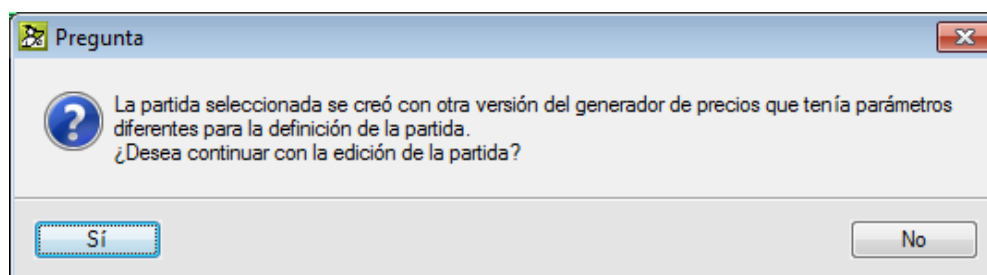 Pregunta
La partida seleccionada se creó con otra versión del generador de precios que tenía parámetros
diferentes para la definición de la partida.
¿Desea continuar con la edición de la partida?
Sí
No